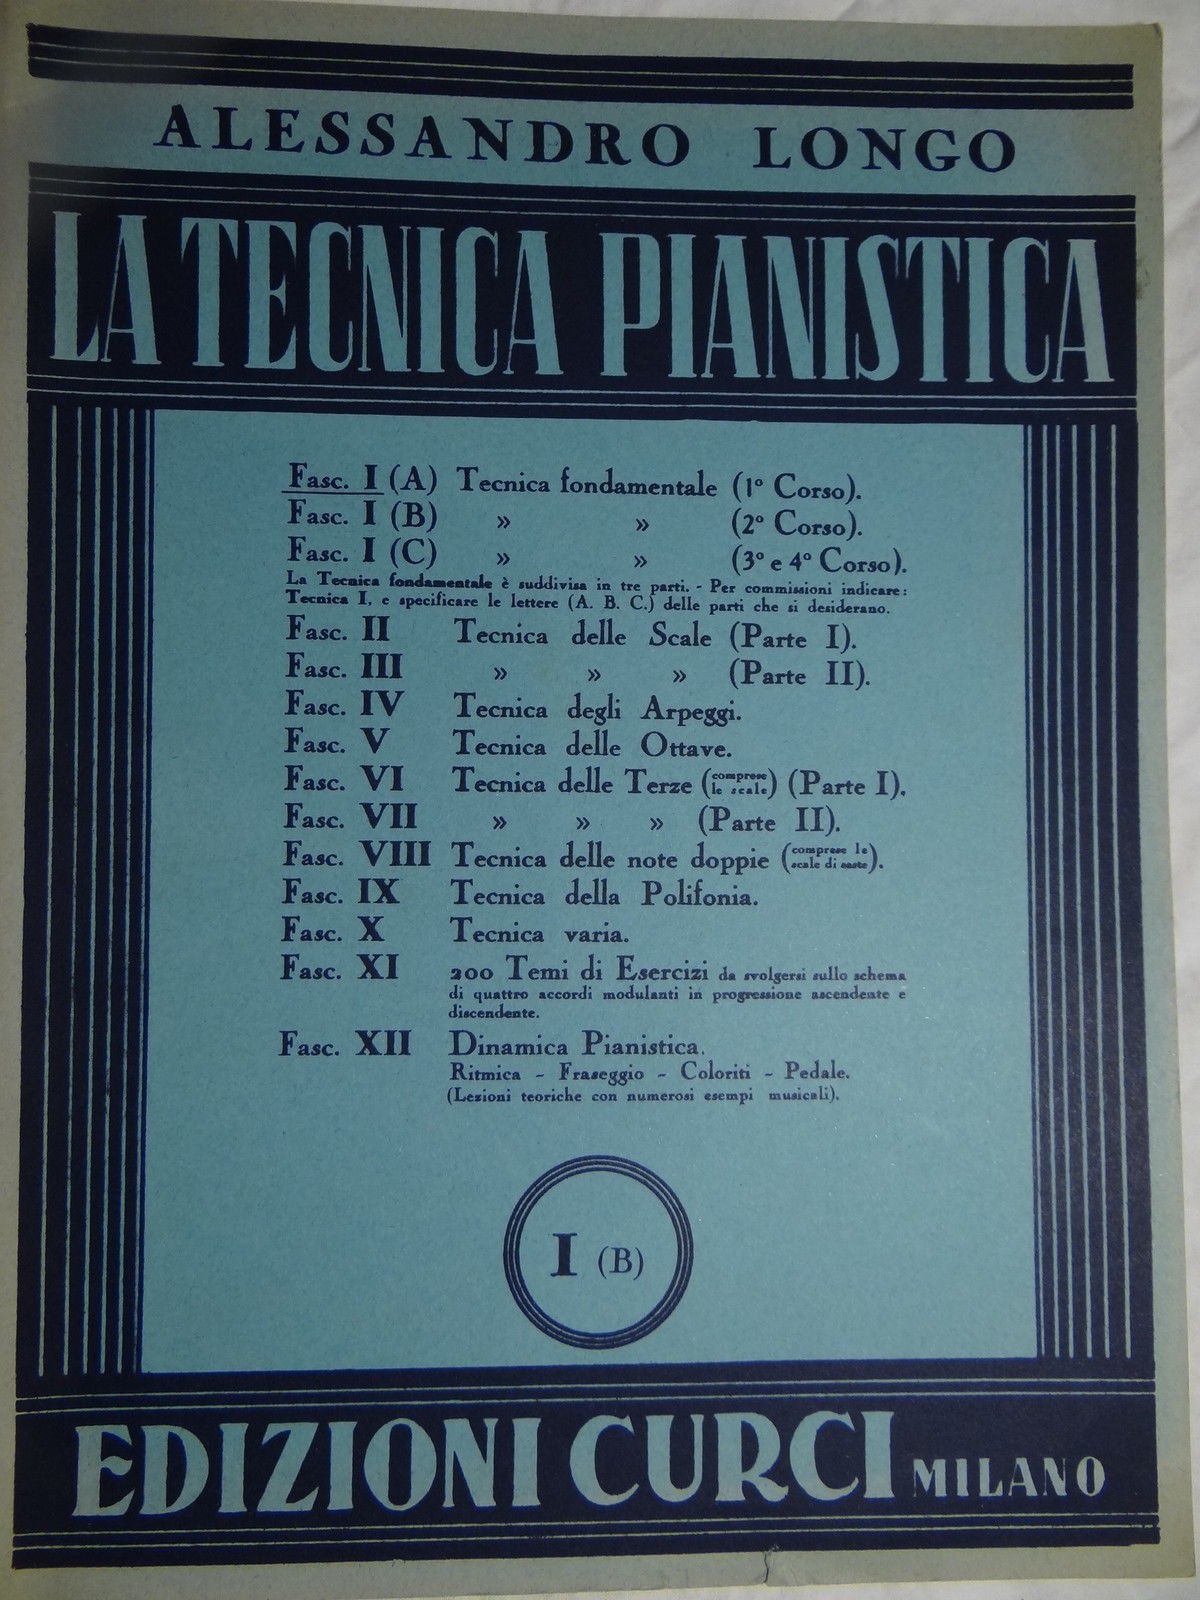 ALESSANDRO LONGO
LA TECNICA PIANISTICA
Fasc. I (A) Tecnica fondamentale (1º Corso).
Fasc. I (B) » » (2º Corso).
Fasc. I (C) » » (3º e 4º Corso).
La Tecnica fondamentale è suddivisa in tre parti. - Per commissioni indicare:
Tecnica I, e specificare le lettere (A. B. C.) delle parti che si desiderano.
Fasc. II Tecnica delle Scale (Parte I).
Fasc. III » » » (Parte II).
Fasc. IV Tecnica degli Arpeggi.
Fasc. V Tecnica delle Ottave.
Fasc. VI Tecnica delle Terze (comprese le scale) (Parte I).
Fasc. VII » » » (Parte II).
Fasc. VIII Tecnica delle note doppie (comprese le scale di seste).
Fasc. IX Tecnica della Polifonia.
Fasc. X Tecnica varia.
Fasc. XI 200 Temi di Esercizi da svolgersi sullo schema
di quattro accordi modulanti in progressione ascendente e
discendente.
Fasc. XII Dinamica Pianistica.
Ritmica - Fraseggio - Coloriti - Pedale.
(Lezioni teoriche con numerosi esempi musicali).
I (B)
EDIZIONI CURCI MILANO